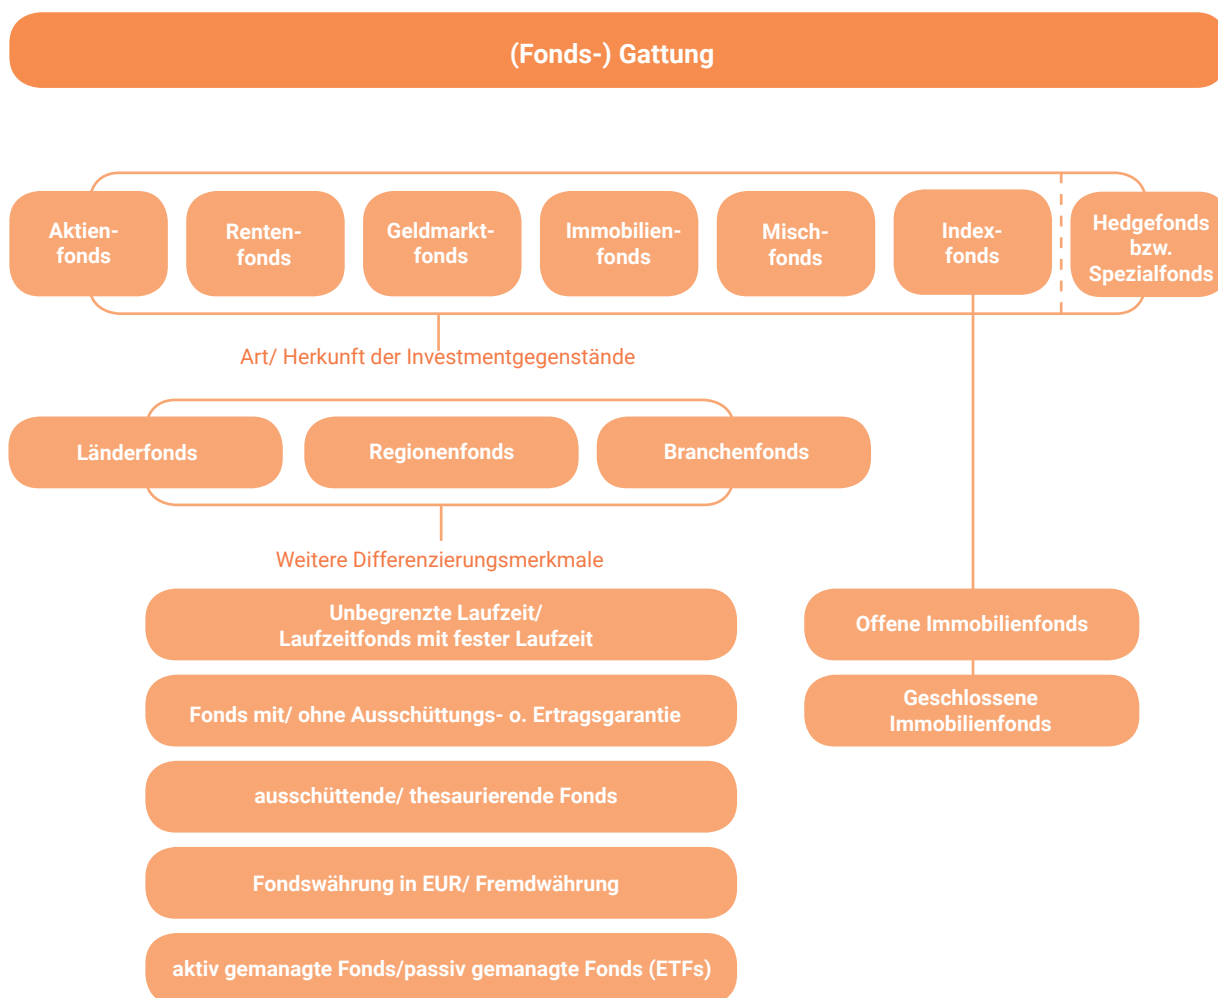 (Fonds-) Gattung
Aktien-
fonds
Renten-
fonds
Geldmarkt-
fonds
Immobilien-
fonds
Misch-
fonds
Index-
fonds
Hedgefonds
bzw.
Spezialfonds
Art/ Herkunft der Investmentgegenstände
Länderfonds
Regionenfonds
Branchenfonds
Weitere Differenzierungsmerkmale
Unbegrenzte Laufzeit/
Laufzeitfonds mit fester Laufzeit
Offene Immobilienfonds
Fonds mit/ ohne Ausschüttungs- o. Ertragsgarantie
Geschlossene
Immobilienfonds
ausschüttende/ thesaurierende Fonds
Fondswährung in EUR/ Fremdwährung
aktiv gemanagte Fonds/passiv gemanagte Fonds (ETFs)